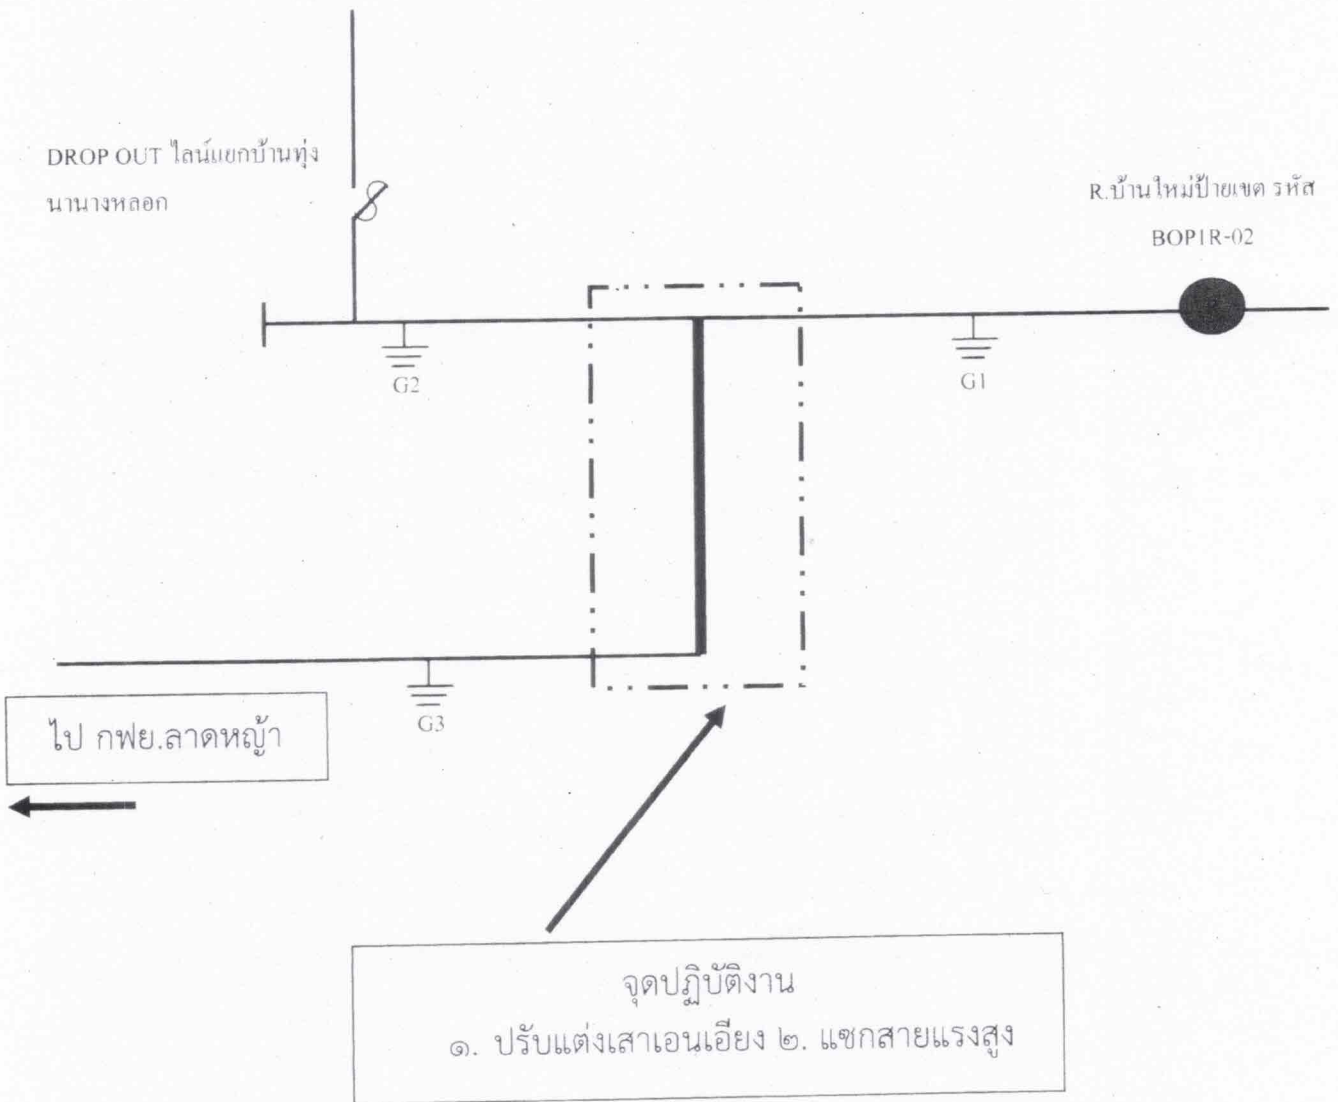 DROP OUT ไลน์แยกบ้านทุ่ง
นานางหลอก
R.บ้านใหม่ป้ายเขต รหัส
BOP1R-02
G2
G1
G3
ไป กฟย.ลาดหญ้า
จุดปฏิบัติงาน
๑. ปรับแต่งเสาเอนเอียง ๒. แซกสายแรงสูง